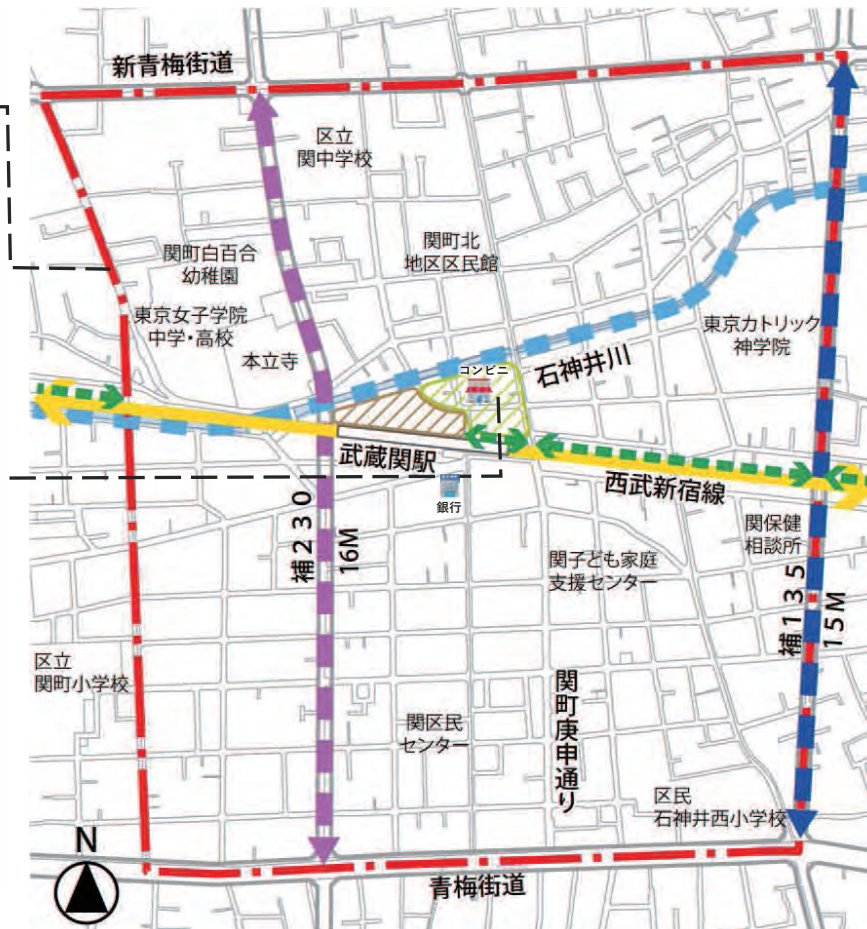 新青梅街道
区立
関中学校
関町白百合
幼稚園
関町北
地区区民館
東京女子学院
中学・高校
東京カトリック
神学院
本立寺
コンビニ
石神井川
武蔵関駅
西武新宿線
銀行
補230
16M
関保健
相談所
関子ども家庭
支援センター
補135
15M
区立
関町小学校
関町庚申通り
関区民
センター
区民
石神井西小学校
N
青梅街道